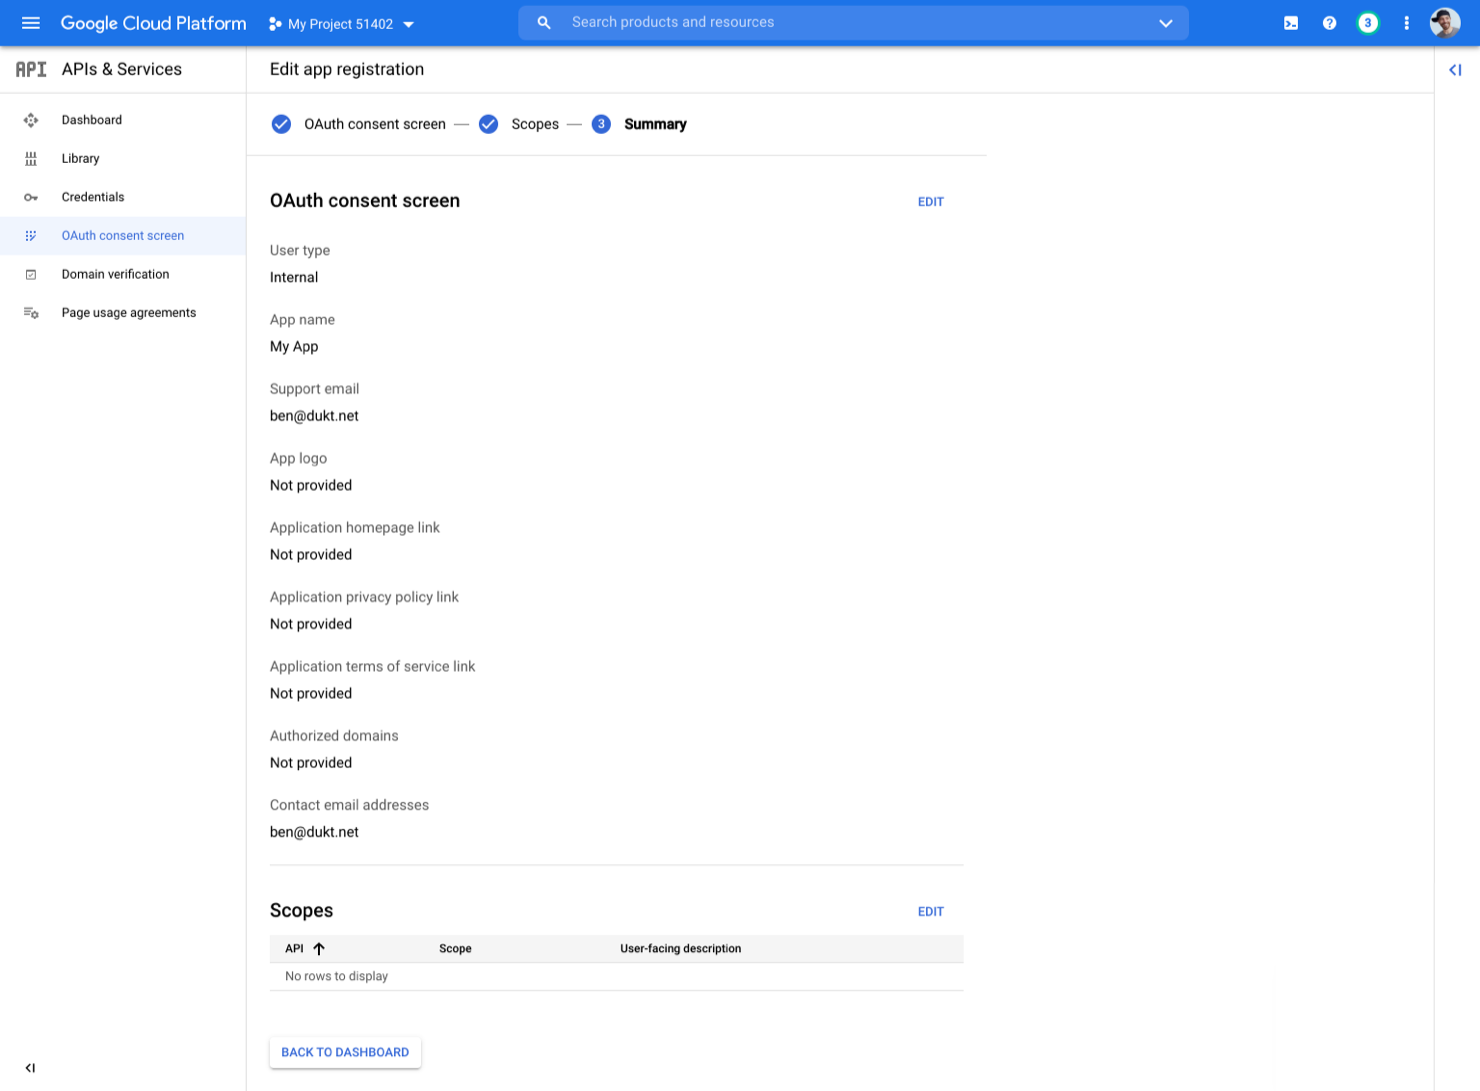 Google Cloud Platform
My Project 51402
Search products and resources
3
API APIs & Services
Edit app registration
Dashboard
Library
Credentials
OAuth consent screen
Domain verification
Page usage agreements
OAuth consent screen — Scopes — 3 Summary
OAuth consent screen
EDIT
User type
Internal
App name
My App
Support email
ben@dukt.net
App logo
Not provided
Application homepage link
Not provided
Application privacy policy link
Not provided
Application terms of service link
Not provided
Authorized domains
Not provided
Contact email addresses
ben@dukt.net
Scopes
EDIT
API Scope User-facing description
No rows to display
BACK TO DASHBOARD